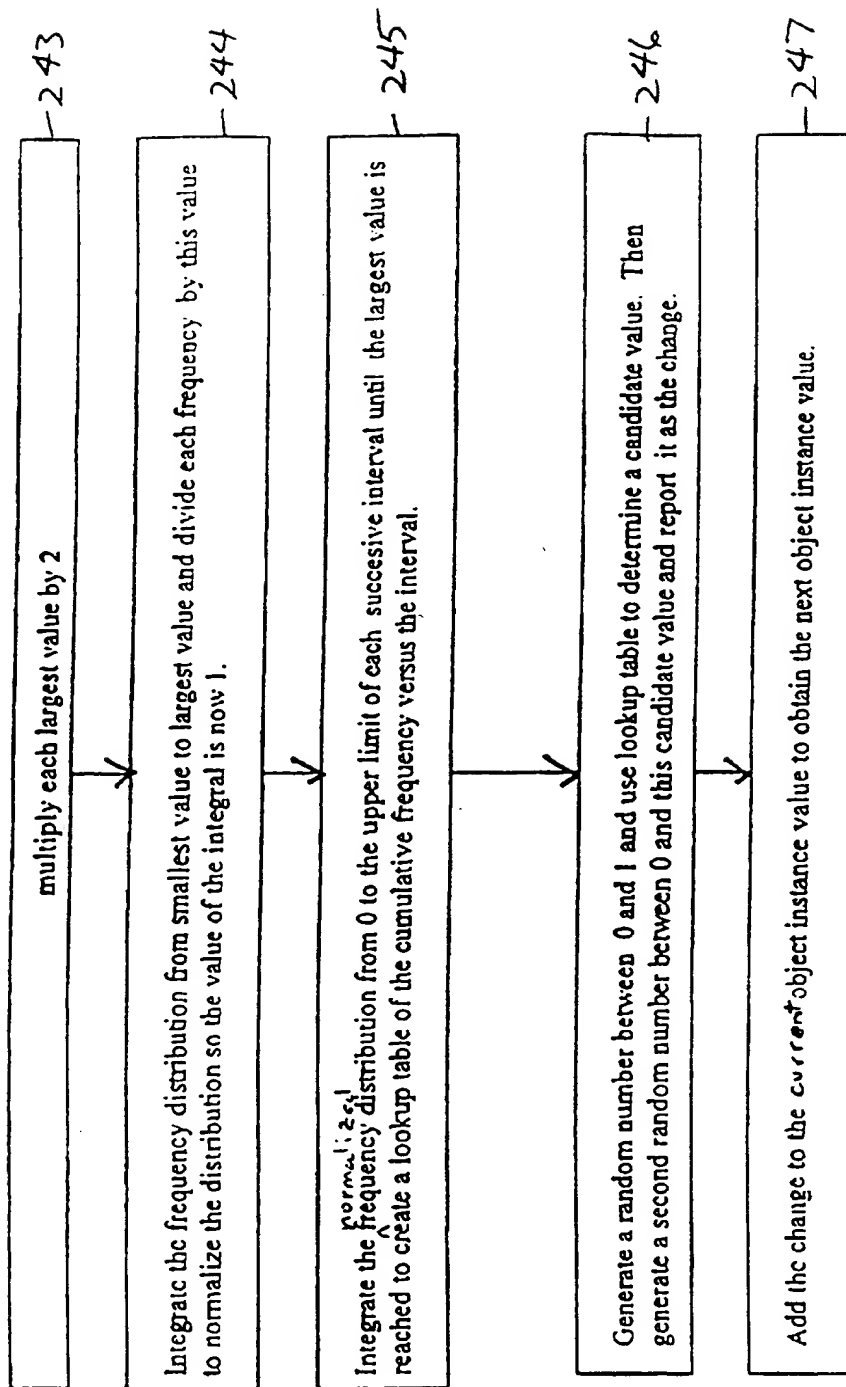 multiply each largest value by 2
243
Integrate the frequency distribution from smallest value to largest value and divide each frequency by this value
to normalize the distribution so the value of the integral is now 1.
244
normalized
Integrate the frequency distribution from 0 to the upper limit of each succesive interval until the largest value is
reached to create a lookup table of the cumulative frequency versus the interval.
245
Generate a random number between 0 and 1 and use lookup table to determine a candidate value. Then
generate a second random number between 0 and this candidate value and report it as the change.
246
Add the change to the current object instance value to obtain the next object instance value.
247